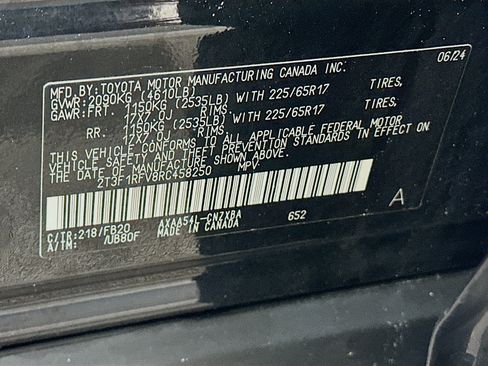 MFD. BY: TOYOTA MOTOR MANUFACTURING CANADA INC. 06/24
GVWR: 2090KG (4610LB)
GAWR: FRT. 1150KG (2535LB) WITH 225/65R17 TIRES,
17X7.0J RIMS
RR. 1150KG (2535LB) WITH 225/65R17 TIRES,
17X7.0J RIMS
THIS VEHICLE CONFORMS TO ALL APPLICABLE FEDERAL MOTOR
VEHICLE SAFETY AND THEFT PREVENTION STANDARDS IN EFFECT ON
THE DATE OF MANUFACTURE SHOWN ABOVE.
2T3F1RFV8RC458250 MPV
A
C/TR: 218/FB20 AXAA54L-CNZXBA 652
A/TM: /UB80F MADE IN CANADA